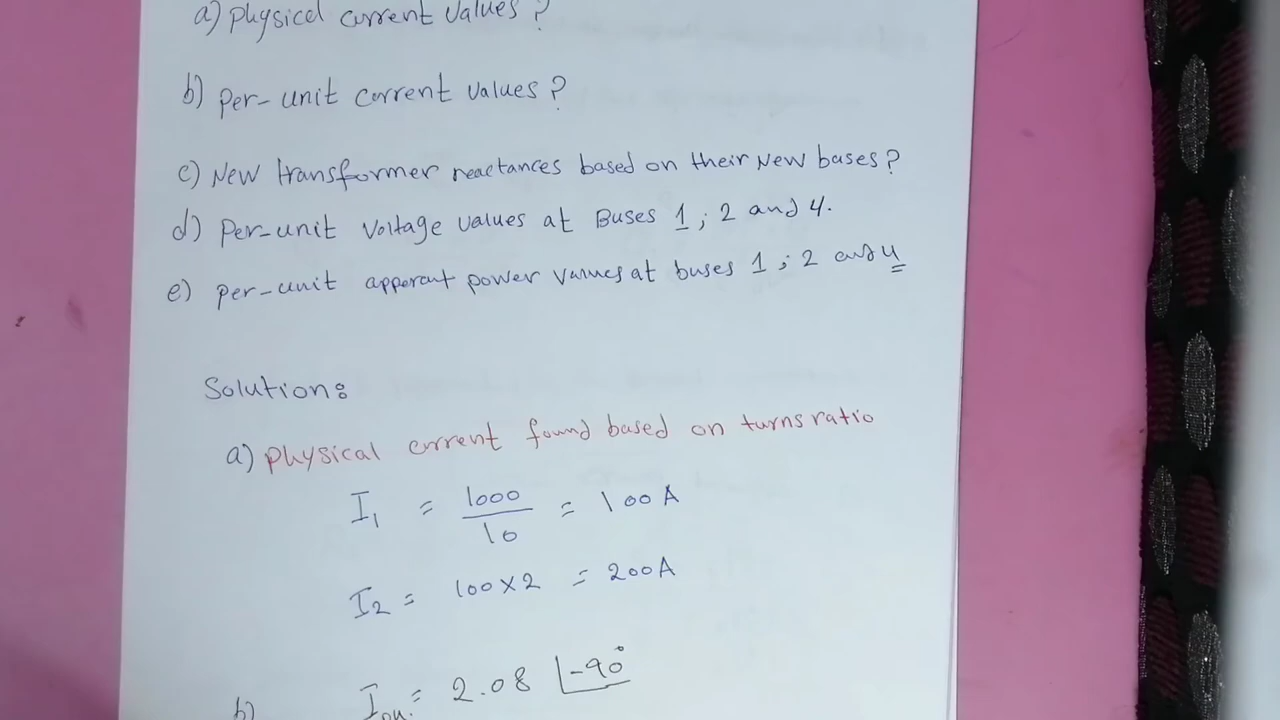 a) physical current values ?
b) per-unit current values ?
c) New transformer reactances based on their New bases ?
d) Per-unit voltage values at Buses 1 ; 2 and 4.
e) per-unit apparent power values at buses 1 ; 2 and 4
Solution:
a) physical current found based on turns ratio
I₁ = 1000/10 = 100 A
I₂ = 100 x 2 = 200A
b) Ipu. = 2.08 ∟-90°